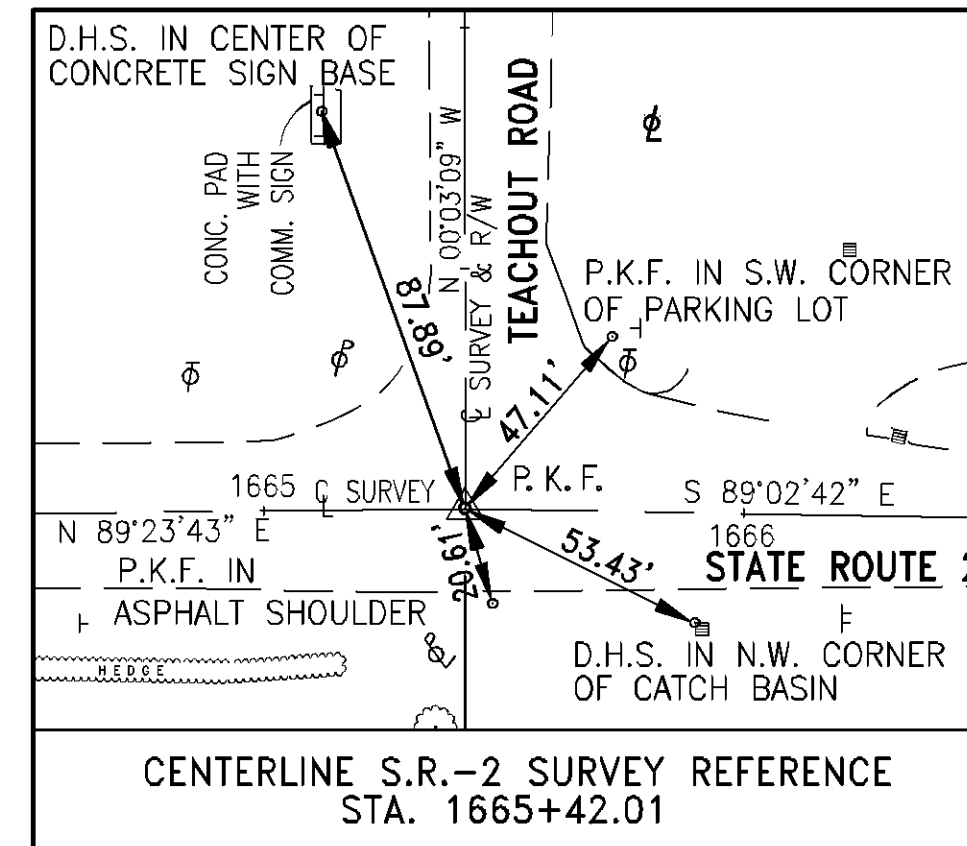 D.H.S. IN CENTER OF
CONCRETE SIGN BASE
CONC. PAD
WITH
COMM. SIGN
87.89'
N 00°03'09" W
℄ SURVEY & R/W
TEACHOUT ROAD
P.K.F. IN S.W. CORNER
OF PARKING LOT
47.11'
1665 ℄ SURVEY
P.K.F.
S 89°02'42" E
N 89°23'43" E
1666
20.61'
53.43'
STATE ROUTE 2
P.K.F. IN
ASPHALT SHOULDER
HEDGE
D.H.S. IN N.W. CORNER
OF CATCH BASIN
CENTERLINE S.R.-2 SURVEY REFERENCE
STA. 1665+42.01